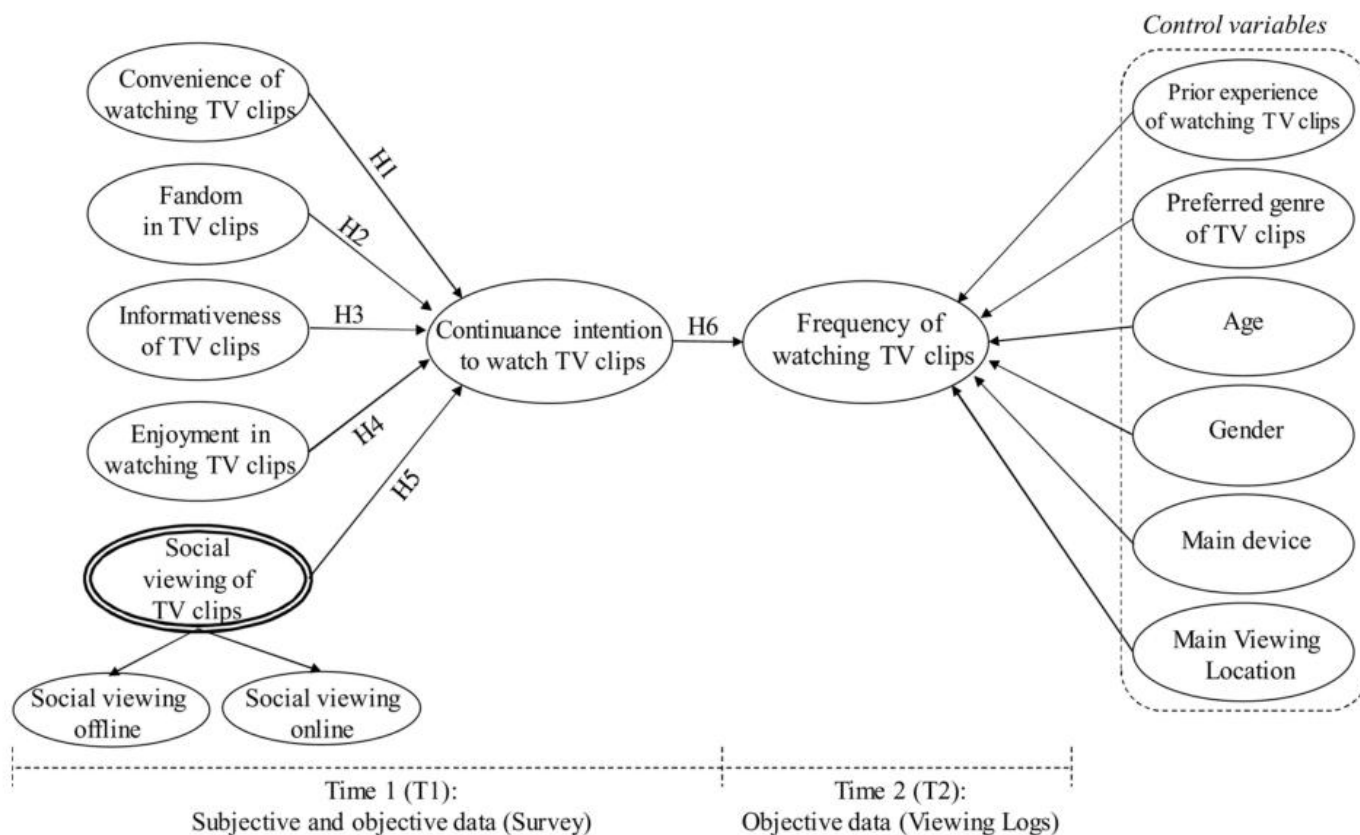 Control variables
Convenience of
watching TV clips
Fandom
in TV clips
Informativeness
of TV clips
Enjoyment in
watching TV clips
Social
viewing of
TV clips
Social viewing
offline
Social viewing
online
H1
H2
H3
H4
H5
Continuance intention
to watch TV clips
H6
Frequency of
watching TV clips
Prior experience
of watching TV clips
Preferred genre
of TV clips
Age
Gender
Main device
Main Viewing
Location
Time 1 (T1):
Subjective and objective data (Survey)
Time 2 (T2):
Objective data (Viewing Logs)